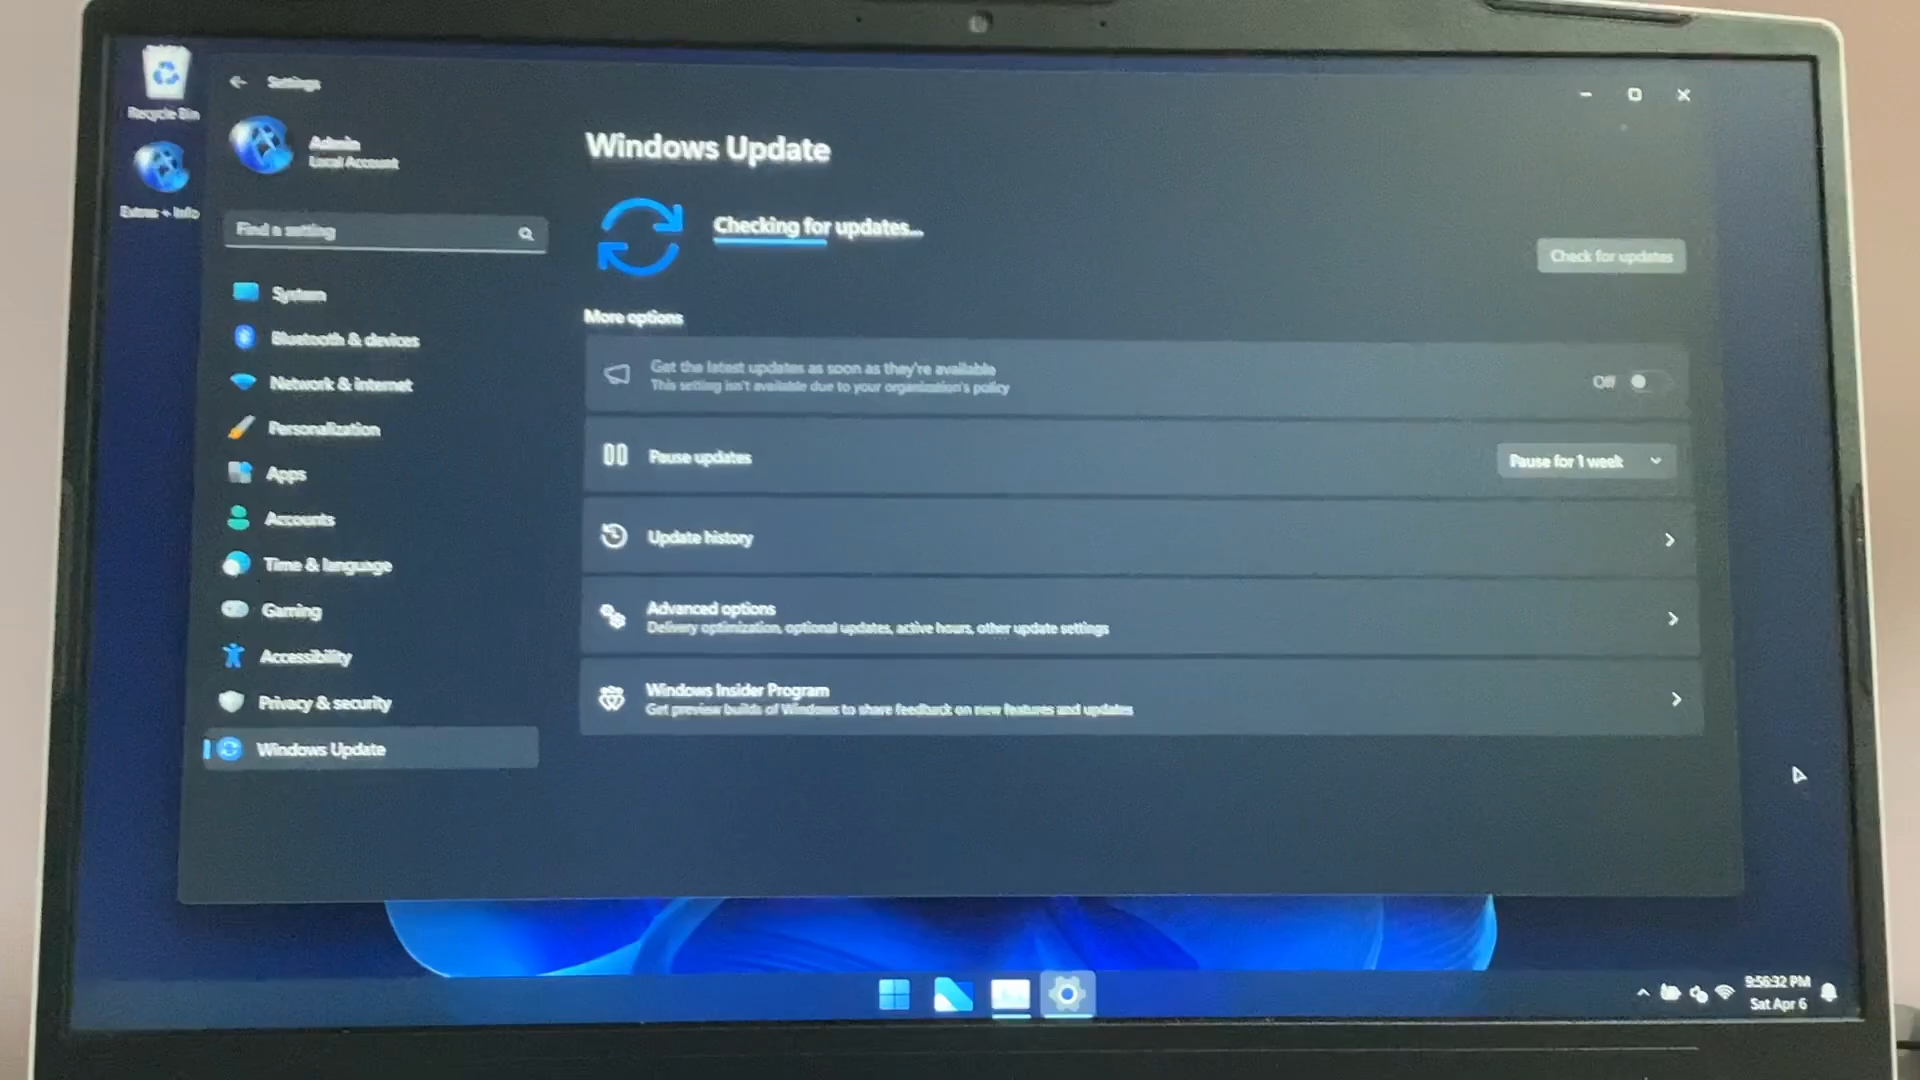 Recycle Bin
Extras + Info
Settings
Admin
Local Account
Find a setting
System
Bluetooth & devices
Network & internet
Personalization
Apps
Accounts
Time & language
Gaming
Accessibility
Privacy & security
Windows Update
Windows Update
Checking for updates...
Check for updates
More options
Get the latest updates as soon as they're available
This setting isn't available due to your organization's policy
Off
Pause updates
Pause for 1 week
Update history
Advanced options
Delivery optimization, optional updates, active hours, other update settings
Windows Insider Program
Get preview builds of Windows to share feedback on new features and updates
9:56:32 PM
Sat Apr 6